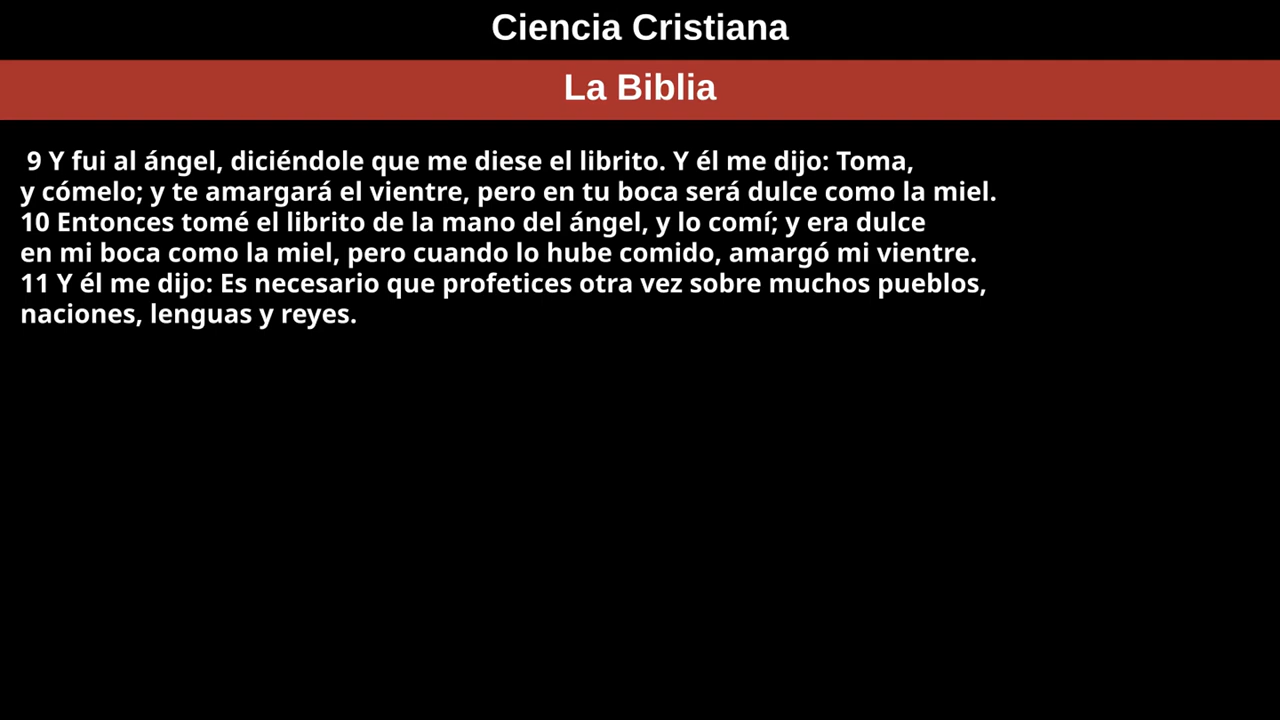 Ciencia Cristiana
La Biblia
9 Y fui al ángel, diciéndole que me diese el librito. Y él me dijo: Toma,
y cómelo; y te amargará el vientre, pero en tu boca será dulce como la miel.
10 Entonces tomé el librito de la mano del ángel, y lo comí; y era dulce
en mi boca como la miel, pero cuando lo hube comido, amargó mi vientre.
11 Y él me dijo: Es necesario que profetices otra vez sobre muchos pueblos,
naciones, lenguas y reyes.